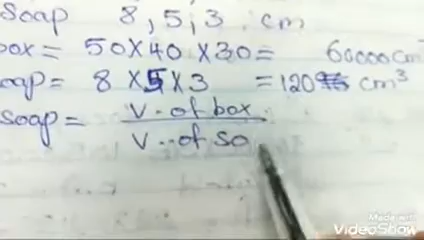 Soap 8, 5, 3 cm
box = 50 X 40 X 30 = 60000 cm
oap = 8 X 5 X 3 = 120 cm³
soap = V. of box
V. of so
Made With
VideoShow